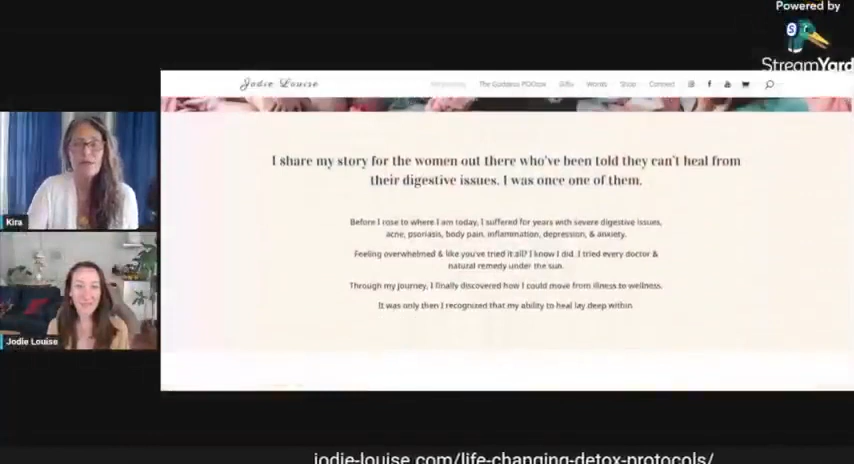 Powered by
StreamYard
Jodie Louise
The Goddess POOcess Gifts Words Shop Connect
I share my story for the women out there who've been told they can't heal from
their digestive issues. I was once one of them.
Before I rose to where I am today, I suffered for years with severe digestive issues,
acne, psoriasis, body pain, inflammation, depression, & anxiety.
Feeling overwhelmed & like you've tried it all? I know I did. I tried every doctor &
natural remedy under the sun.
Through my journey, I finally discovered how I could move from illness to wellness.
It was only then I recognized that my ability to heal lay deep within.
Kira
Jodie Louise
jodie-louise.com/life-changing-detox-protocols/